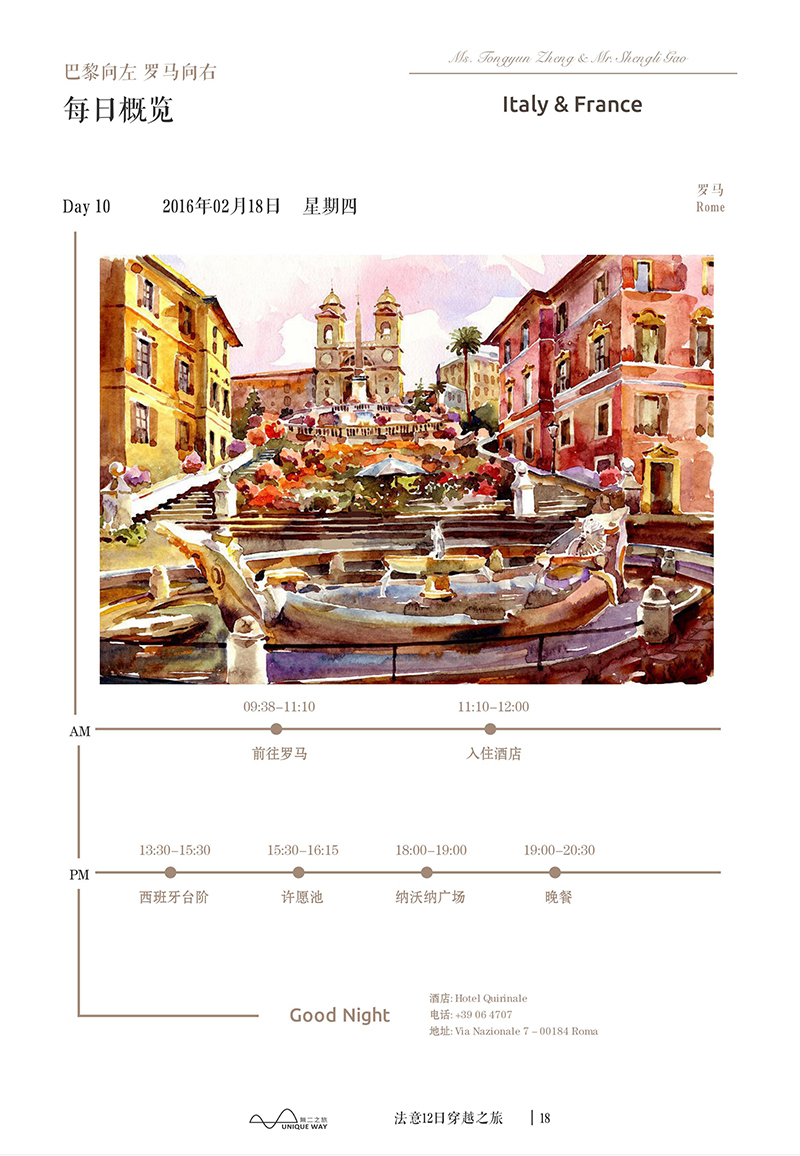 巴黎向左 罗马向右
Ms. Tongyun Zheng & Mr. Shengli Gao
每日概览
Italy & France
Day 10 2016年02月18日 星期四
罗马
Rome
09:38–11:10 11:10–12:00
AM
前往罗马 入住酒店
13:30–15:30 15:30–16:15 18:00–19:00 19:00–20:30
PM
西班牙台阶 许愿池 纳沃纳广场 晚餐
Good Night
酒店: Hotel Quirinale
电话: +39 06 4707
地址: Via Nazionale 7 – 00184 Roma
无二之旅
UNIQUE WAY
法意12日穿越之旅 | 18